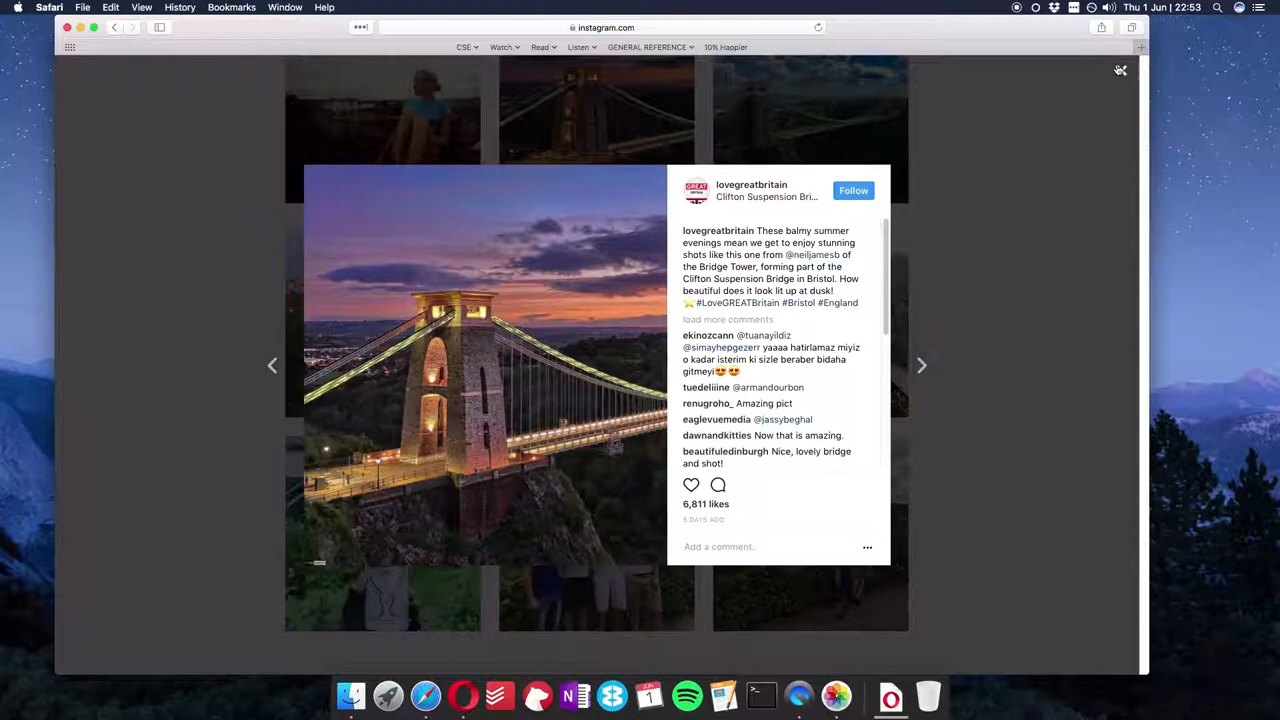 Safari File Edit View History Bookmarks Window Help Thu 1 Jun 22:53
instagram.com
CSE Watch Read Listen GENERAL REFERENCE 10% Happier
lovegreatbritain
Clifton Suspension Bri...
Follow
lovegreatbritain These balmy summer
evenings mean we get to enjoy stunning
shots like this one from @neiljamesb of
the Bridge Tower, forming part of the
Clifton Suspension Bridge in Bristol. How
beautiful does it look lit up at dusk!
⭐#LoveGREATBritain #Bristol #England
load more comments
ekinozcann @tuanayildiz
@simayhepgezerr yaaaa hatirlamaz miyiz
o kadar isterim ki sizle beraber bidaha
gitmeyi😍😍
tuedeliiine @armandourbon
renugroho_ Amazing pict
eaglevuemedia @jassybeghal
dawnandkitties Now that is amazing.
beautifuledinburgh Nice, lovely bridge
and shot!
6,811 likes
5 DAYS AGO
Add a comment..